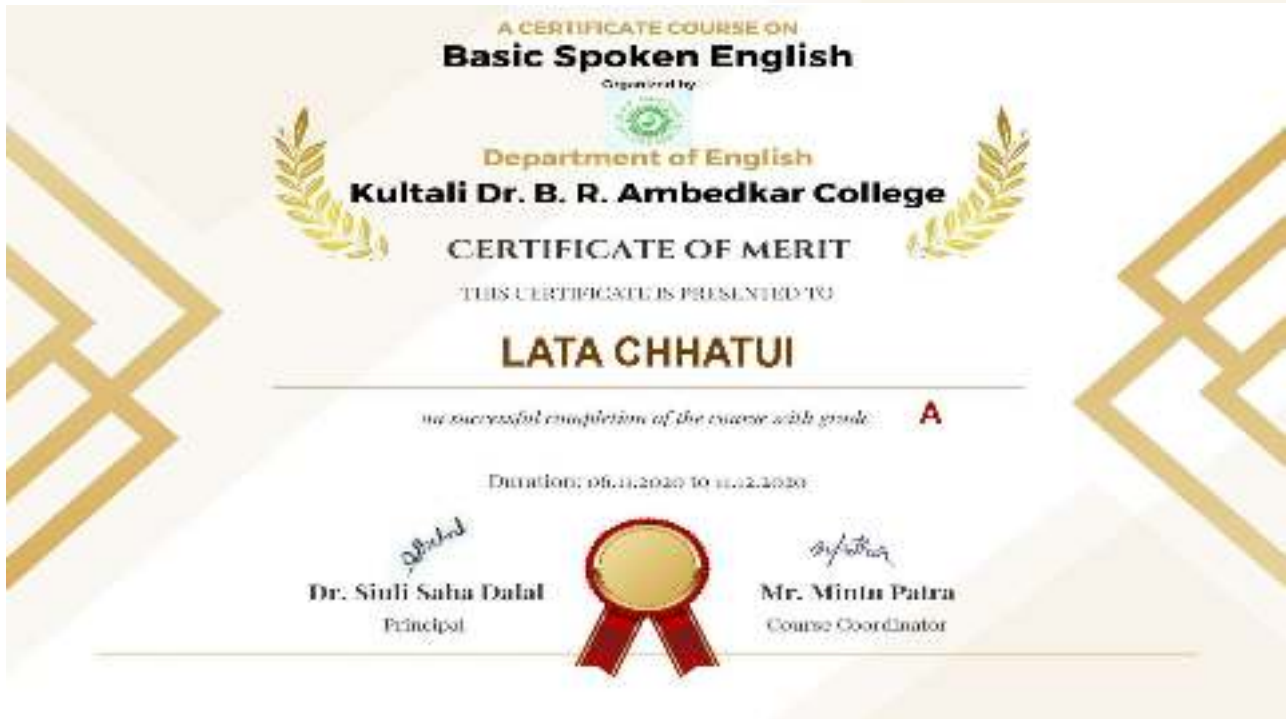 A CERTIFICATE COURSE ON
Basic Spoken English
Organized by
Department of English
Kultali Dr. B. R. Ambedkar College
CERTIFICATE OF MERIT
THIS CERTIFICATE IS PRESENTED TO
LATA CHHATUI
on successful completion of the course with grade A
Duration: 06.11.2020 to 11.12.2020
Dr. Siuli Saha Dalal
Mr. Mintu Patra
Principal
Course Coordinator